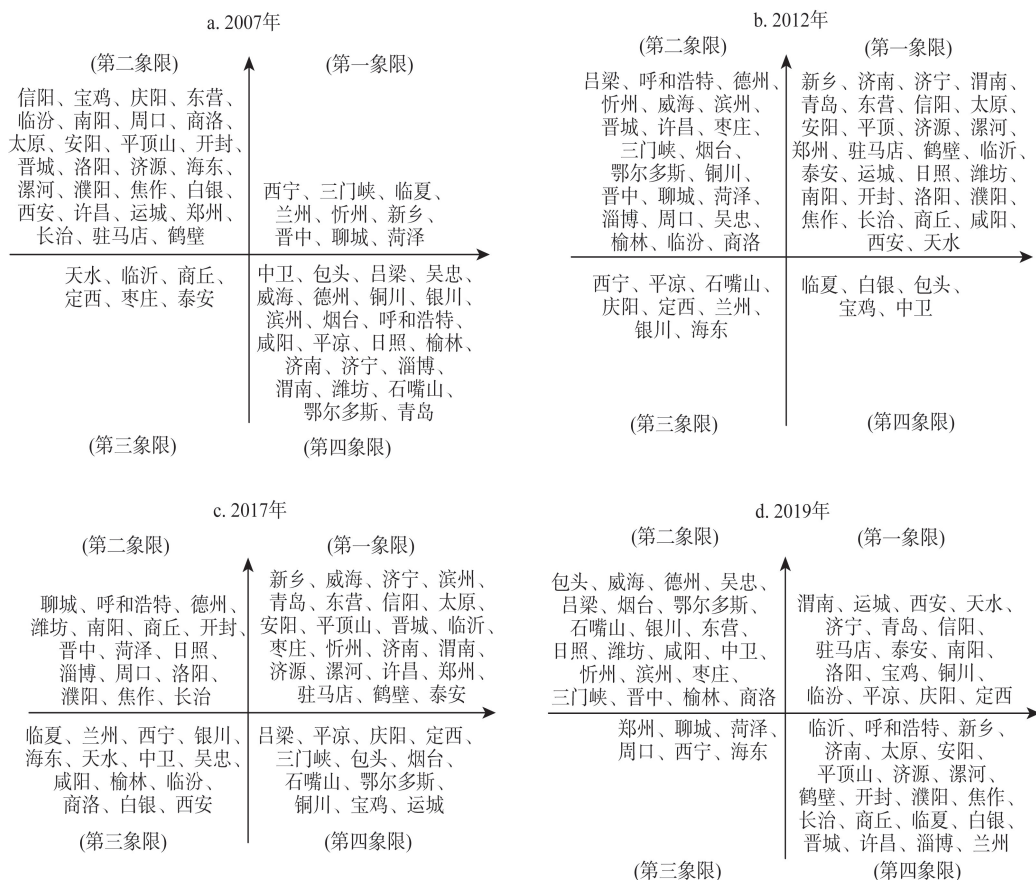 a. 2007年
(第二象限)
(第一象限)
信阳、宝鸡、庆阳、东营、
临汾、南阳、周口、商洛、
太原、安阳、平顶山、开封、
晋城、洛阳、济源、海东、
漯河、濮阳、焦作、白银、
西安、许昌、运城、郑州、
长治、驻马店、鹤壁
西宁、三门峡、临夏、
兰州、忻州、新乡、
晋中、聊城、菏泽
天水、临沂、商丘、
定西、枣庄、泰安
中卫、包头、吕梁、吴忠、
威海、德州、铜川、银川、
滨州、烟台、呼和浩特、
咸阳、平凉、日照、榆林、
济南、济宁、淄博、
渭南、潍坊、石嘴山、
鄂尔多斯、青岛
(第三象限)
(第四象限)
b. 2012年
(第二象限)
(第一象限)
吕梁、呼和浩特、德州、
忻州、威海、滨州、
晋城、许昌、枣庄、
三门峡、烟台、
鄂尔多斯、铜川、
晋中、聊城、菏泽、
淄博、周口、吴忠、
榆林、临汾、商洛
新乡、济南、济宁、渭南、
青岛、东营、信阳、太原、
安阳、平顶、济源、漯河、
郑州、驻马店、鹤壁、临沂、
泰安、运城、日照、潍坊、
南阳、开封、洛阳、濮阳、
焦作、长治、商丘、咸阳、
西安、天水
西宁、平凉、石嘴山、
庆阳、定西、兰州、
银川、海东
临夏、白银、包头、
宝鸡、中卫
(第三象限)
(第四象限)
c. 2017年
(第二象限)
(第一象限)
聊城、呼和浩特、德州、
潍坊、南阳、商丘、开封、
晋中、菏泽、日照、
淄博、周口、洛阳、
濮阳、焦作、长治
新乡、威海、济宁、滨州、
青岛、东营、信阳、太原、
安阳、平顶山、晋城、临沂、
枣庄、忻州、济南、渭南、
济源、漯河、许昌、郑州、
驻马店、鹤壁、泰安
临夏、兰州、西宁、银川、
海东、天水、中卫、吴忠、
咸阳、榆林、临汾、
商洛、白银、西安
吕梁、平凉、庆阳、定西、
三门峡、包头、烟台、
石嘴山、鄂尔多斯、
铜川、宝鸡、运城
(第三象限)
(第四象限)
d. 2019年
(第二象限)
(第一象限)
包头、威海、德州、吴忠、
吕梁、烟台、鄂尔多斯、
石嘴山、银川、东营、
日照、潍坊、咸阳、中卫、
忻州、滨州、枣庄、
三门峡、晋中、榆林、商洛
渭南、运城、西安、天水、
济宁、青岛、信阳、
驻马店、泰安、南阳、
洛阳、宝鸡、铜川、
临汾、平凉、庆阳、定西
郑州、聊城、菏泽、
周口、西宁、海东
临沂、呼和浩特、新乡、
济南、太原、安阳、
平顶山、济源、漯河、
鹤壁、开封、濮阳、焦作、
长治、商丘、临夏、白银、
晋城、许昌、淄博、兰州
(第三象限)
(第四象限)